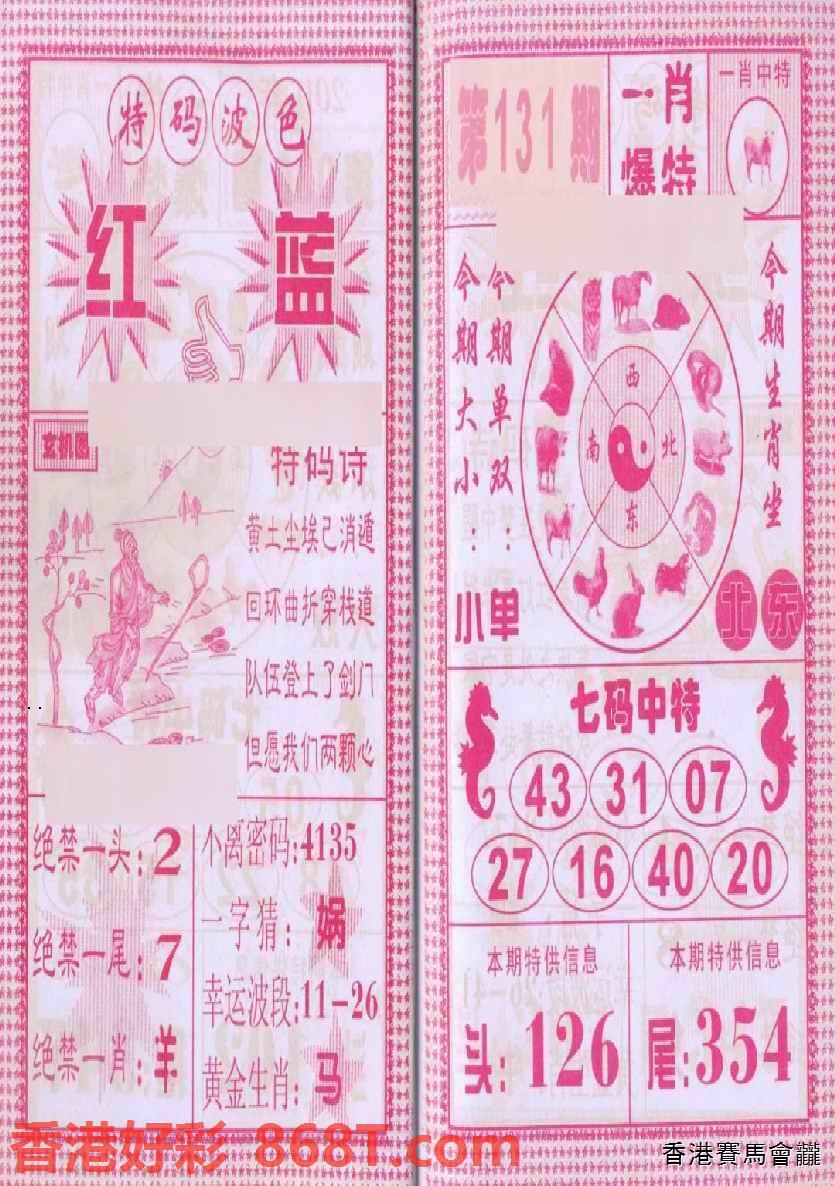 特码波色
红 蓝
玄机图
特码诗
黄土尘埃已消遁
回环曲折穿栈道
队伍登上了剑门
但愿我们两颗心
绝禁一头:2
绝禁一尾:7
绝禁一肖:羊
不离密码:4135
一字猜:娲
幸运波段:11-26
黄金生肖:马
第131期
一肖
爆特
一肖中特
今期大小:小
今期单双:单
今期生肖坐
北东
西
南 北
东
七码中特
43 31 07
27 16 40 20
本期特供信息
头:126
本期特供信息
尾:354
香港好彩 868T.com
香港賽馬會